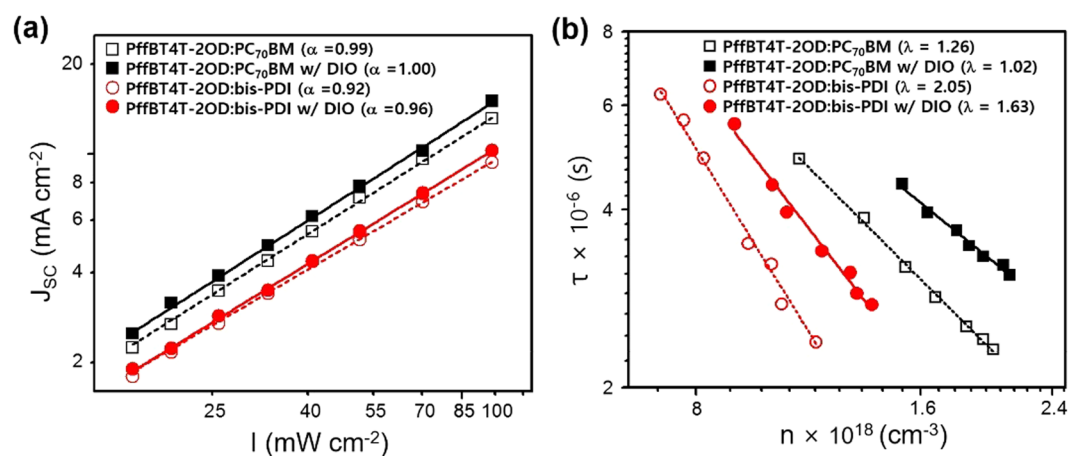 (a)
PffBT4T-2OD:PC70BM (α =0.99)
PffBT4T-2OD:PC70BM w/ DIO (α =1.00)
PffBT4T-2OD:bis-PDI (α =0.92)
PffBT4T-2OD:bis-PDI w/ DIO (α =0.96)
20
8
6
4
2
JSC (mA cm-2)
25
40
55
70
85
100
I (mW cm-2)
(b)
PffBT4T-2OD:PC70BM (λ = 1.26)
PffBT4T-2OD:PC70BM w/ DIO (λ = 1.02)
PffBT4T-2OD:bis-PDI (λ = 2.05)
PffBT4T-2OD:bis-PDI w/ DIO (λ = 1.63)
8
6
4
2
τ × 10-6 (s)
8
1.6
2.4
n × 1018 (cm-3)